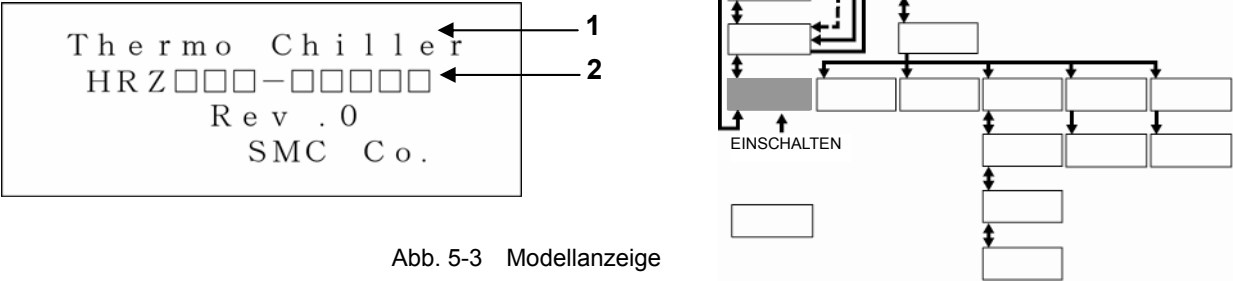 Thermo Chiller
1
HRZ□□□-□□□□□
2
Rev .0
SMC Co.
EINSCHALTEN
Abb. 5-3 Modellanzeige